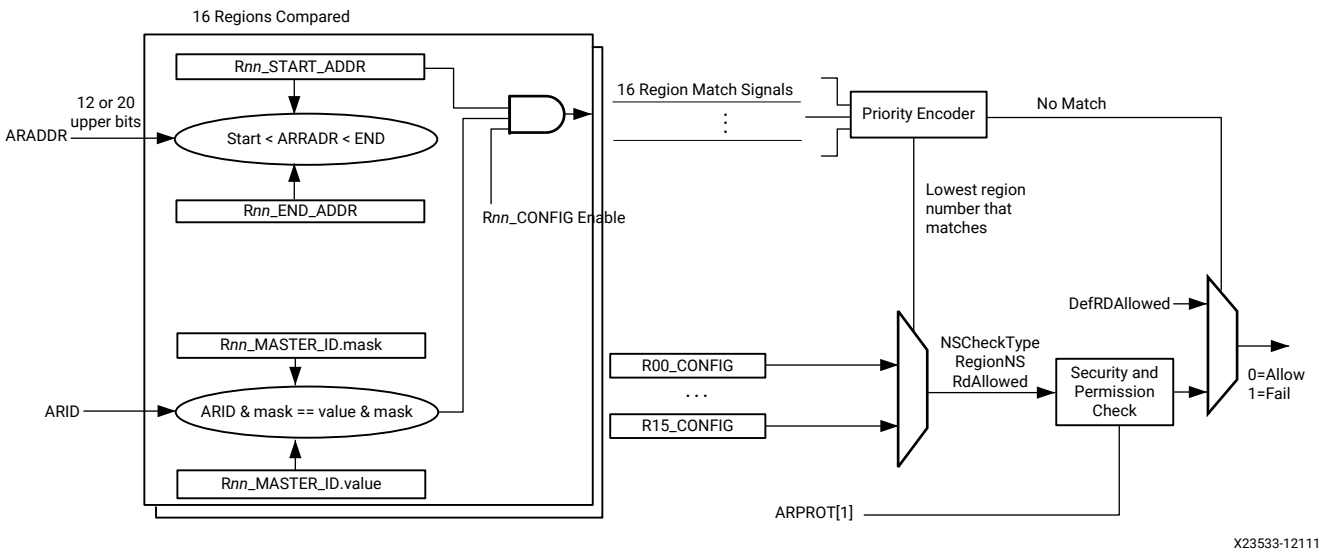 16 Regions Compared
Rnn_START_ADDR
12 or 20
upper bits
ARADDR
Start < ARRADR < END
Rnn_END_ADDR
Rnn_CONFIG Enable
16 Region Match Signals
Priority Encoder
No Match
Lowest region
number that
matches
DefRDAllowed
Rnn_MASTER_ID.mask
ARID
ARID & mask == value & mask
Rnn_MASTER_ID.value
R00_CONFIG
...
R15_CONFIG
NSCheckType
RegionNS
RdAllowed
Security and
Permission
Check
0=Allow
1=Fail
ARPROT[1]
X23533-12111